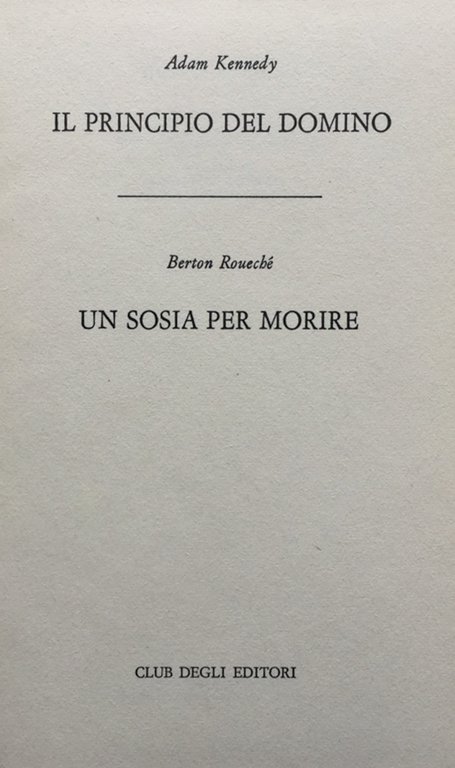 Adam Kennedy
IL PRINCIPIO DEL DOMINO
Berton Roueché
UN SOSIA PER MORIRE
CLUB DEGLI EDITORI